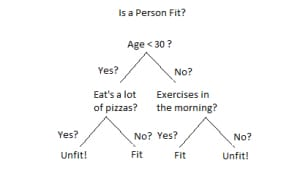 Is a Person Fit?
Age < 30 ?
Yes?
No?
Eat's a lot
of pizzas?
Exercises in
the morning?
Yes?
No?
Yes?
No?
Unfit!
Fit
Fit
Unfit!